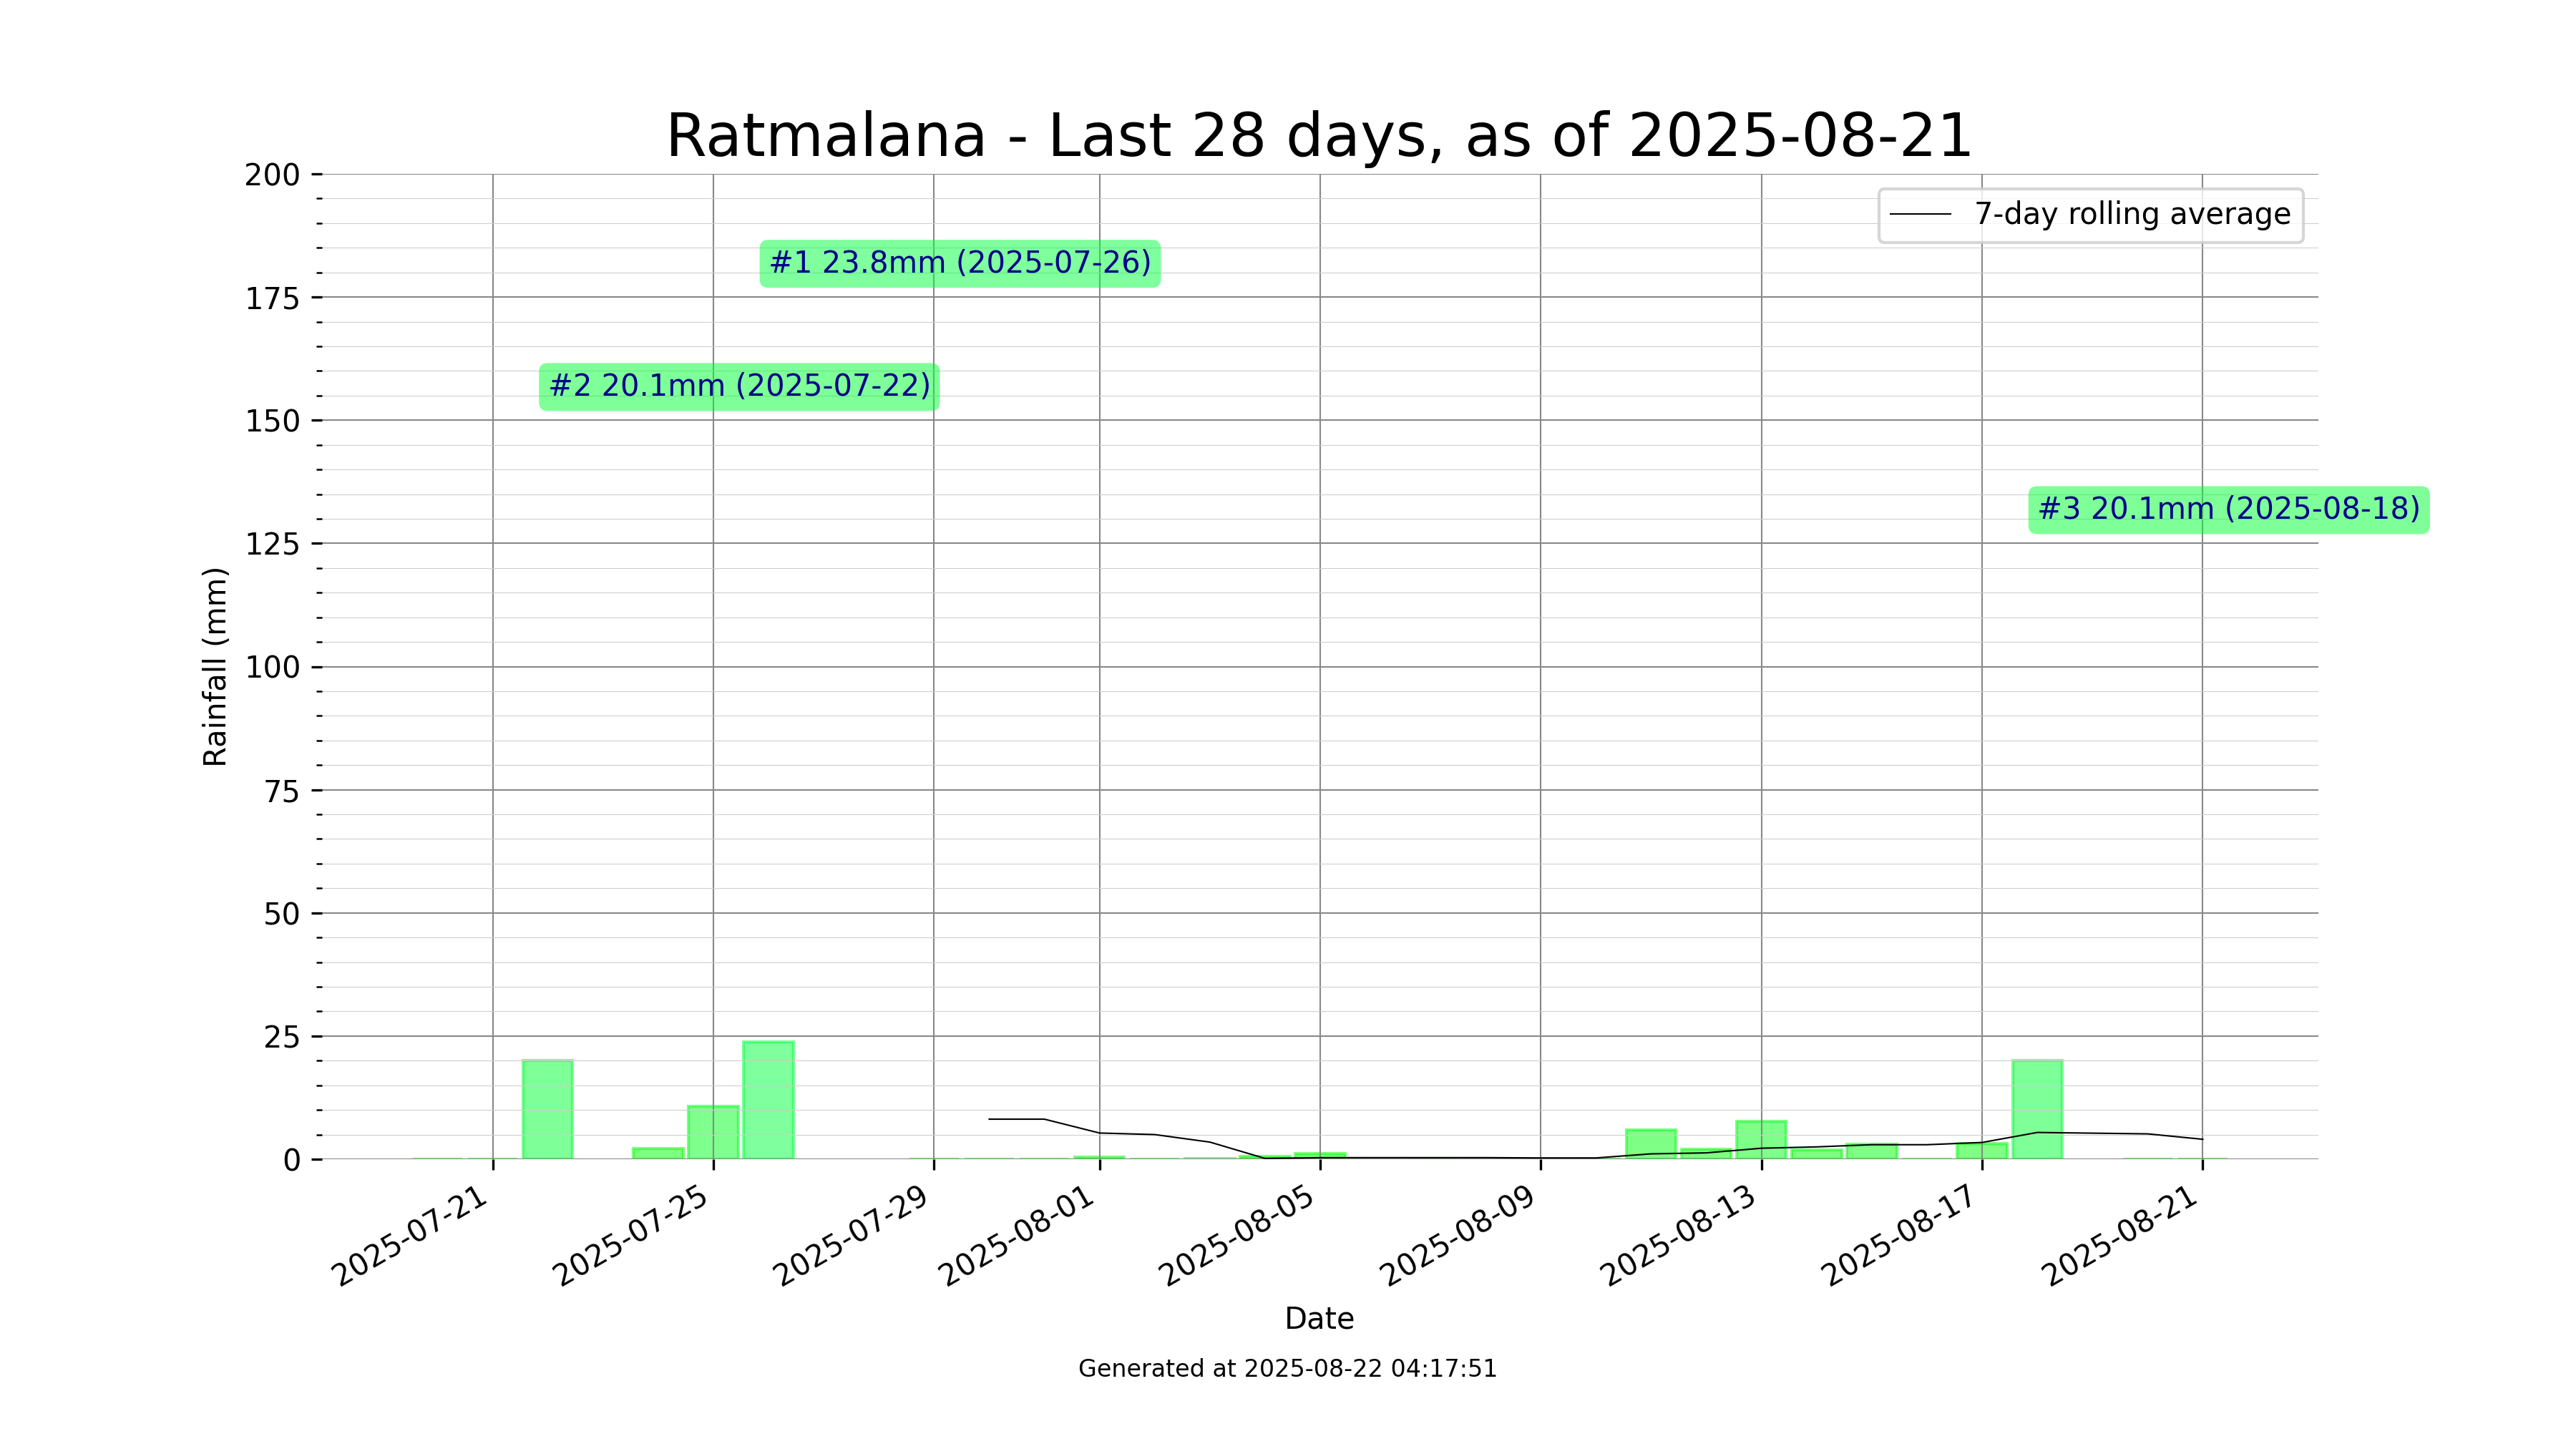 Ratmalana - Last 28 days, as of 2025-08-21
7-day rolling average
#1 23.8mm (2025-07-26)
#2 20.1mm (2025-07-22)
#3 20.1mm (2025-08-18)
Rainfall (mm)
200
175
150
125
100
75
50
25
0
2025-07-21
2025-07-25
2025-07-29
2025-08-01
2025-08-05
2025-08-09
2025-08-13
2025-08-17
2025-08-21
Date
Generated at 2025-08-22 04:17:51